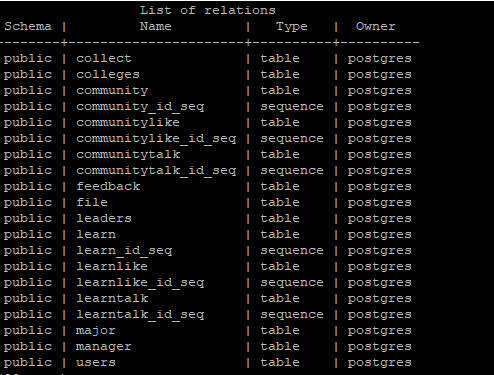 List of relations
Schema | Name | Type | Owner
--------+----------------------+----------+----------
public | collect | table | postgres
public | colleges | table | postgres
public | community | table | postgres
public | community_id_seq | sequence | postgres
public | communitylike | table | postgres
public | communitylike_id_seq | sequence | postgres
public | communitytalk | table | postgres
public | communitytalk_id_seq | sequence | postgres
public | feedback | table | postgres
public | file | table | postgres
public | leaders | table | postgres
public | learn | table | postgres
public | learn_id_seq | sequence | postgres
public | learnlike | table | postgres
public | learnlike_id_seq | sequence | postgres
public | learntalk | table | postgres
public | learntalk_id_seq | sequence | postgres
public | major | table | postgres
public | manager | table | postgres
public | users | table | postgres